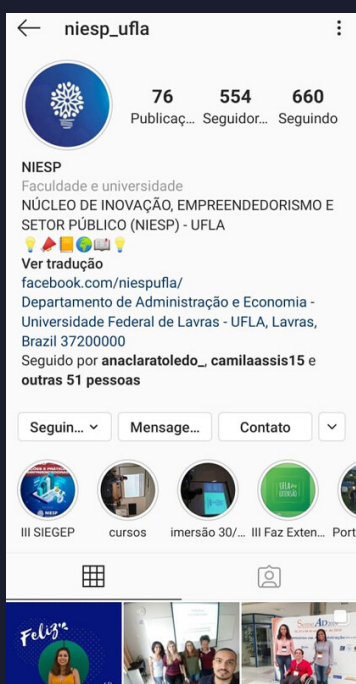 niesp_ufla
76 554 660
Publicaç... Seguidor... Seguindo
NIESP
Faculdade e universidade
NÚCLEO DE INOVAÇÃO, EMPREENDEDORISMO E
SETOR PÚBLICO (NIESP) - UFLA
Ver tradução
facebook.com/niespufla/
Departamento de Administração e Economia -
Universidade Federal de Lavras - UFLA, Lavras,
Brazil 37200000
Seguido por anaclaratoledo_, camilaassis15 e
outras 51 pessoas
Seguin... Mensage... Contato
III SIEGEP cursos imersão 30/... III Faz Exten... Port
Feliz